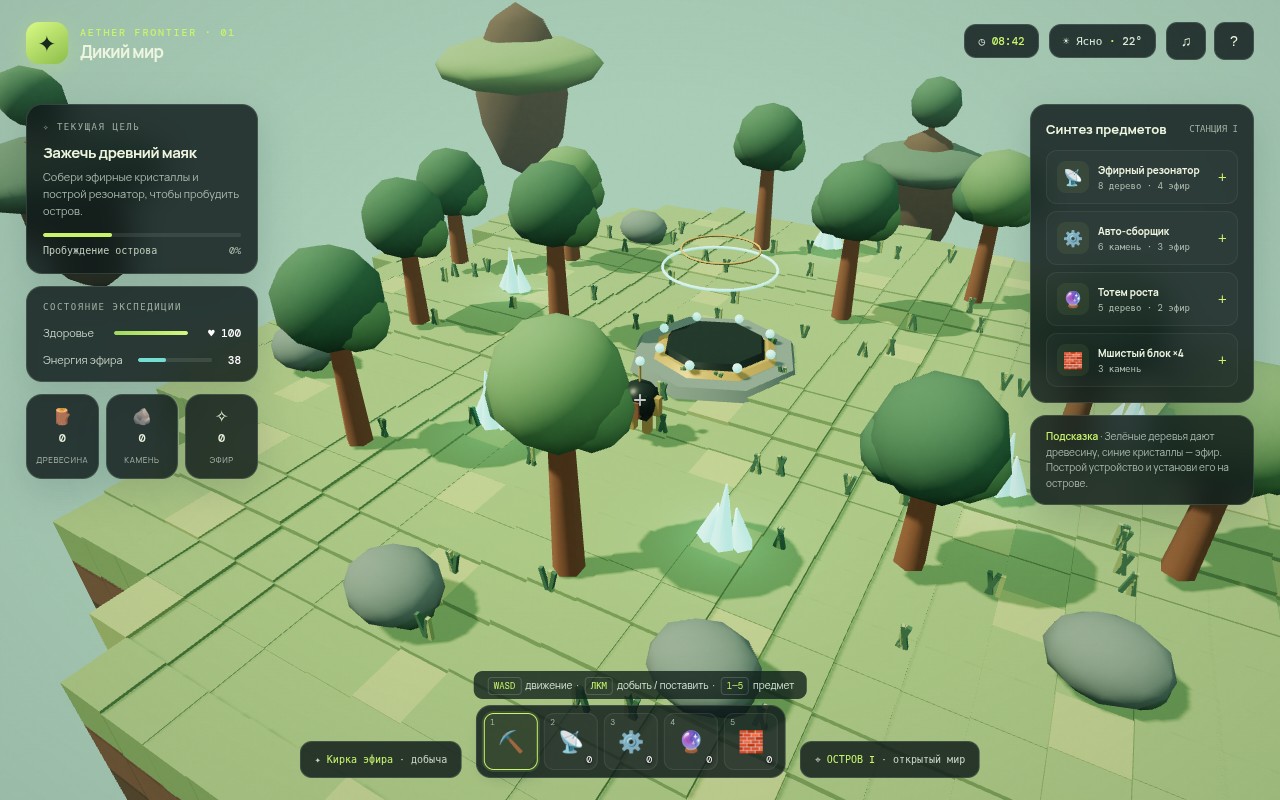 AETHER FRONTIER · 01
Дикий мир
08:42
Ясно · 22°
?
ТЕКУЩАЯ ЦЕЛЬ
Зажечь древний маяк
Собери эфирные кристаллы и
построй резонатор, чтобы пробудить
остров.
Пробуждение острова 0%
СОСТОЯНИЕ ЭКСПЕДИЦИИ
Здоровье ♥ 100
Энергия эфира 38
0 0 0
ДРЕВЕСИНА КАМЕНЬ ЭФИР
Синтез предметов СТАНЦИЯ I
Эфирный резонатор
8 дерево · 4 эфир +
Авто-сборщик
6 камень · 3 эфир +
Тотем роста
5 дерево · 2 эфир +
Мшистый блок ×4
3 камень +
Подсказка · Зелёные деревья дают
древесину, синие кристаллы — эфир.
Построй устройство и установи его на
острове.
WASD движение · ЛКМ добыть / поставить · 1—5 предмет
1 2 3 4 5
0 0 0 0
Кирка эфира · добыча
ОСТРОВ I · открытый мир